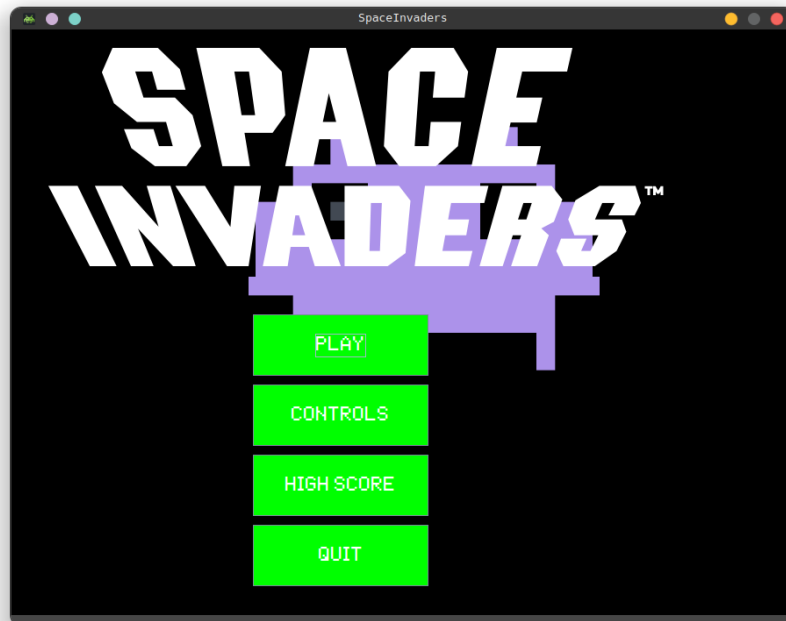 SpaceInvaders
SPACE
INVADERS™
PLAY
CONTROLS
HIGH SCORE
QUIT